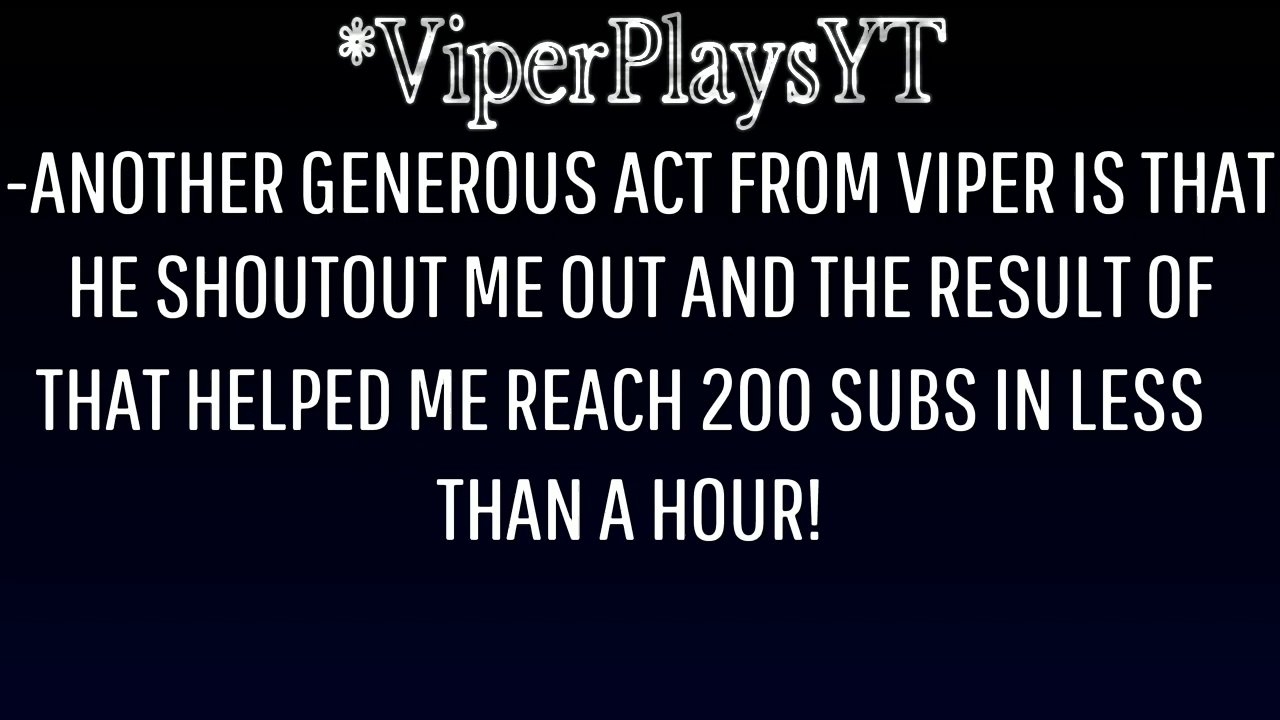 *ViperPlaysYT
-ANOTHER GENEROUS ACT FROM VIPER IS THAT
HE SHOUTOUT ME OUT AND THE RESULT OF
THAT HELPED ME REACH 200 SUBS IN LESS
THAN A HOUR!